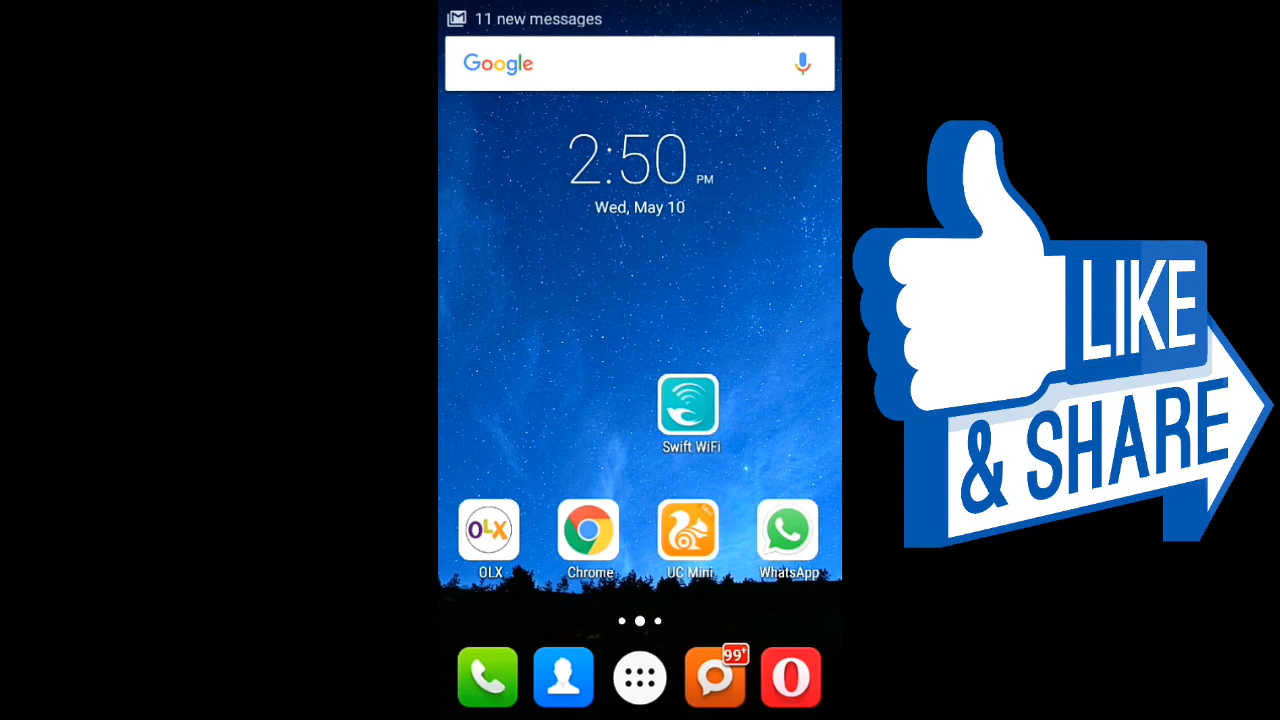 11 new messages
Google
2:50 PM
Wed, May 10
Swift WiFi
OLX
OLX Chrome UC Mini WhatsApp
99+
LIKE
& SHARE